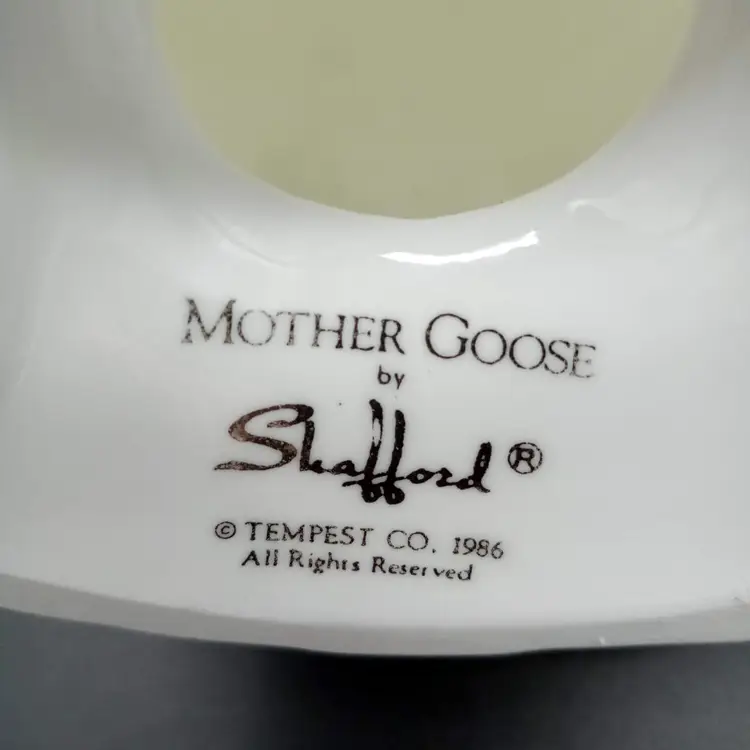 MOTHER GOOSE
by
Shafford ®
© TEMPEST CO. 1986
All Rights Reserved